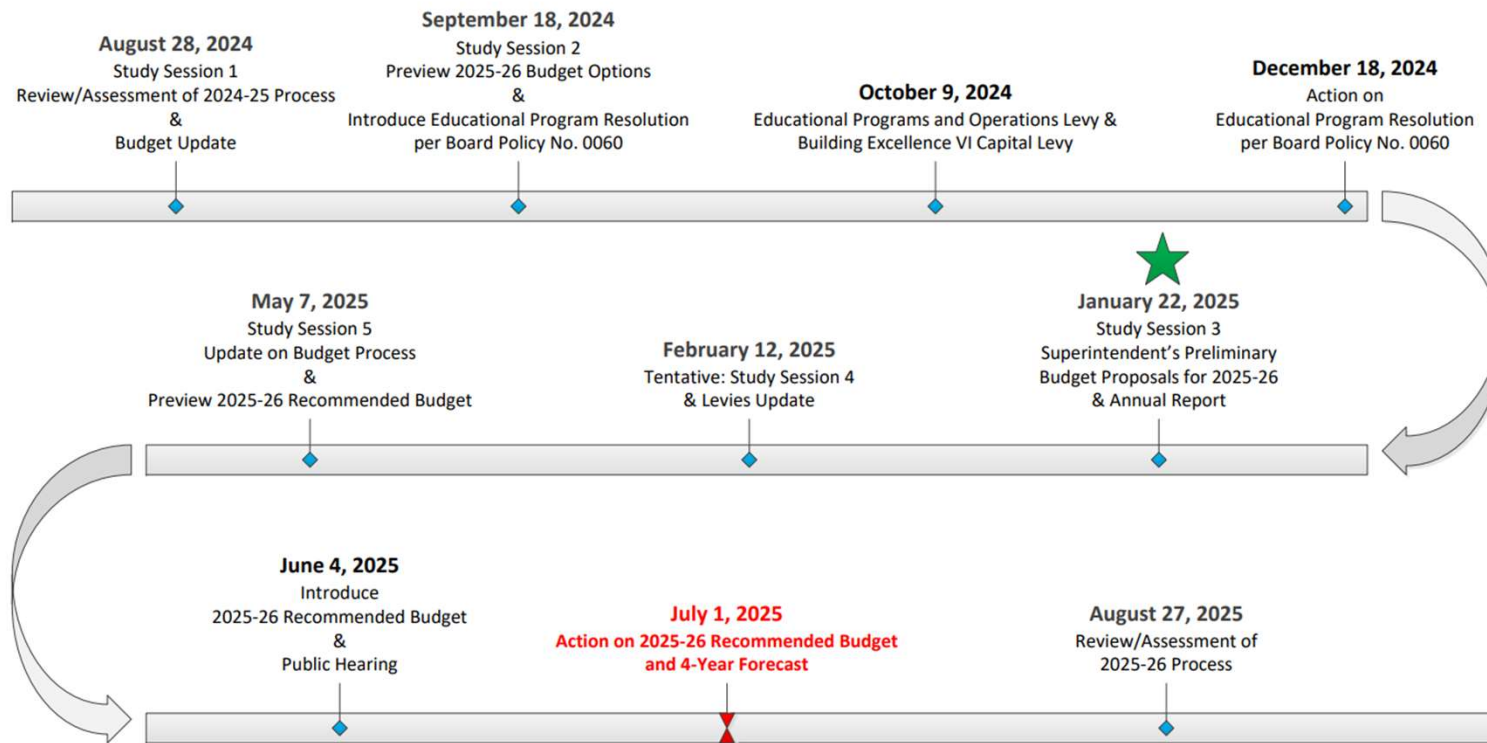 August 28, 2024
Study Session 1
Review/Assessment of 2024-25 Process
&
Budget Update
September 18, 2024
Study Session 2
Preview 2025-26 Budget Options
&
Introduce Educational Program Resolution
per Board Policy No. 0060
October 9, 2024
Educational Programs and Operations Levy &
Building Excellence VI Capital Levy
December 18, 2024
Action on
Educational Program Resolution
per Board Policy No. 0060
January 22, 2025
Study Session 3
Superintendent’s Preliminary
Budget Proposals for 2025-26
& Annual Report
February 12, 2025
Tentative: Study Session 4
& Levies Update
May 7, 2025
Study Session 5
Update on Budget Process
&
Preview 2025-26 Recommended Budget
June 4, 2025
Introduce
2025-26 Recommended Budget
&
Public Hearing
July 1, 2025
Action on 2025-26 Recommended Budget
and 4-Year Forecast
August 27, 2025
Review/Assessment of
2025-26 Process